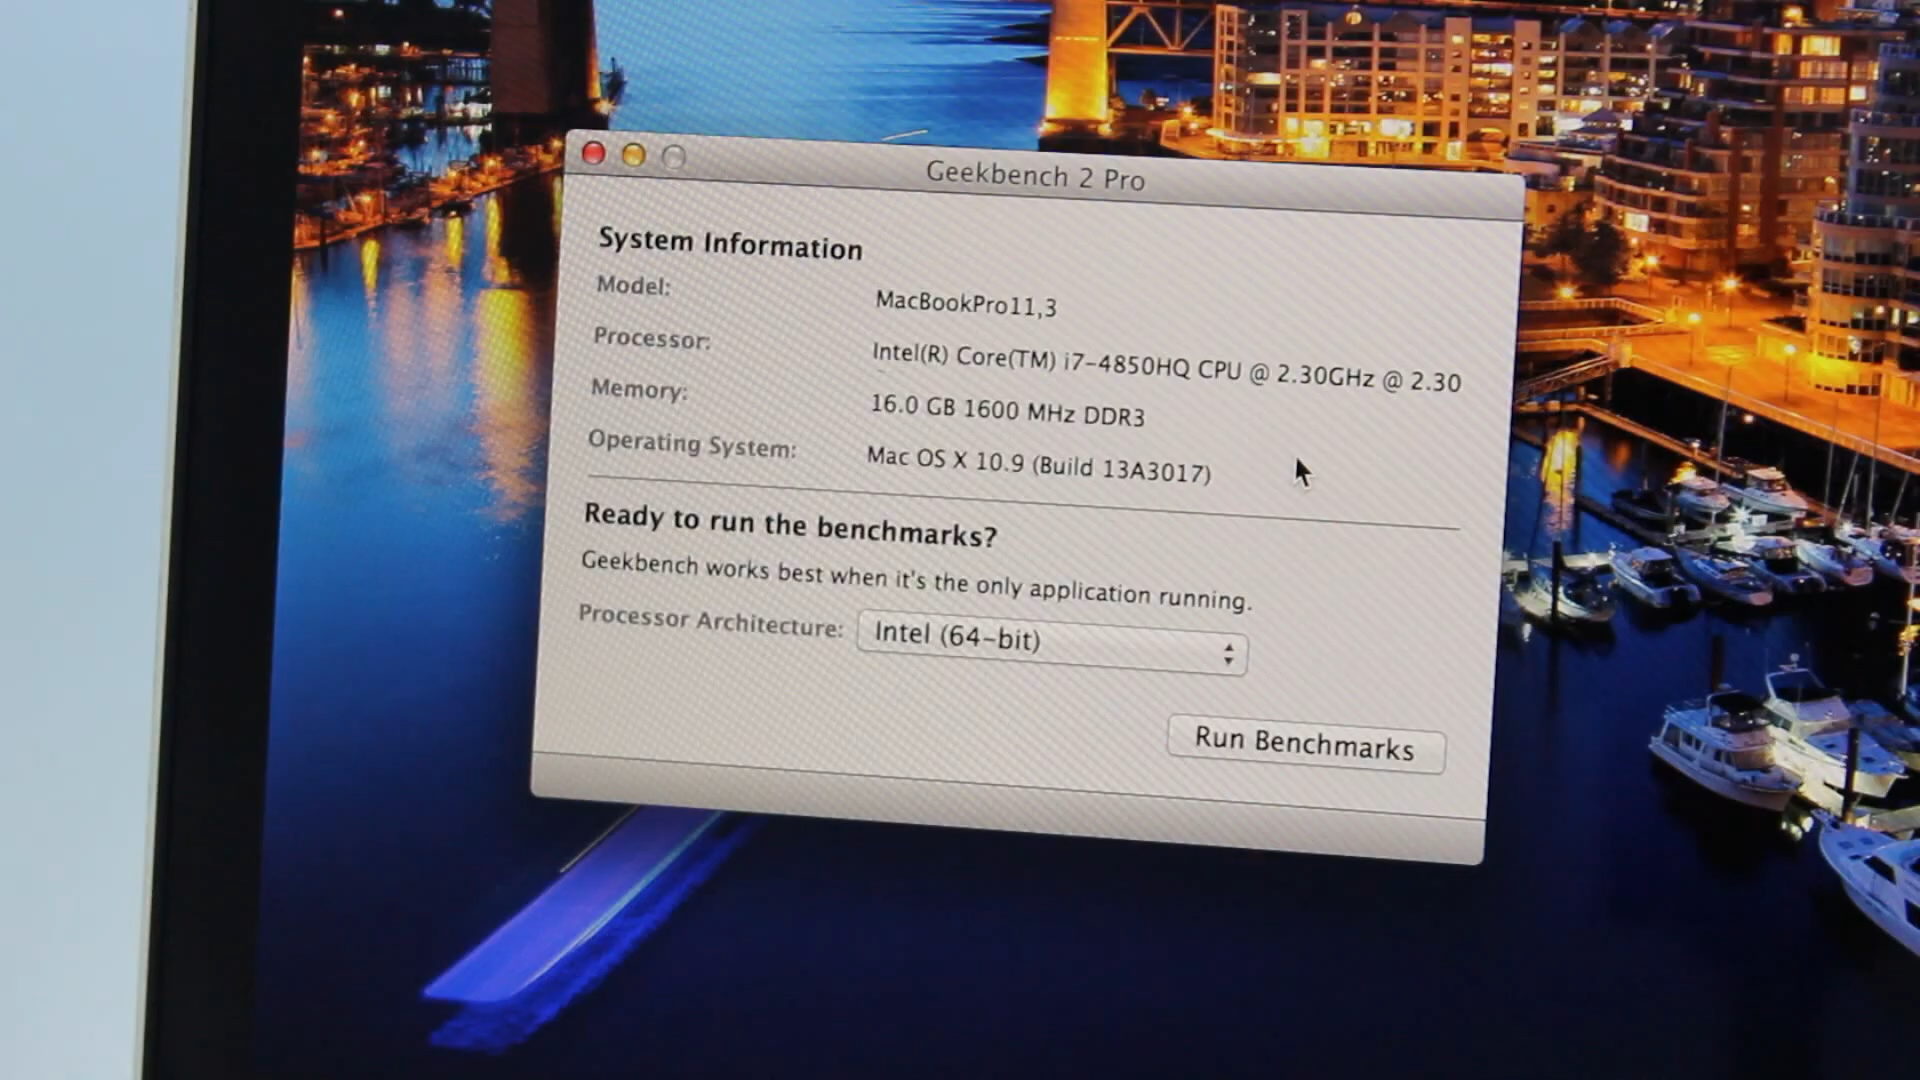 Geekbench 2 Pro
System Information
Model: MacBookPro11,3
Processor: Intel(R) Core(TM) i7-4850HQ CPU @ 2.30GHz @ 2.30
Memory: 16.0 GB 1600 MHz DDR3
Operating System: Mac OS X 10.9 (Build 13A3017)
Ready to run the benchmarks?
Geekbench works best when it's the only application running.
Processor Architecture: Intel (64-bit)
Run Benchmarks